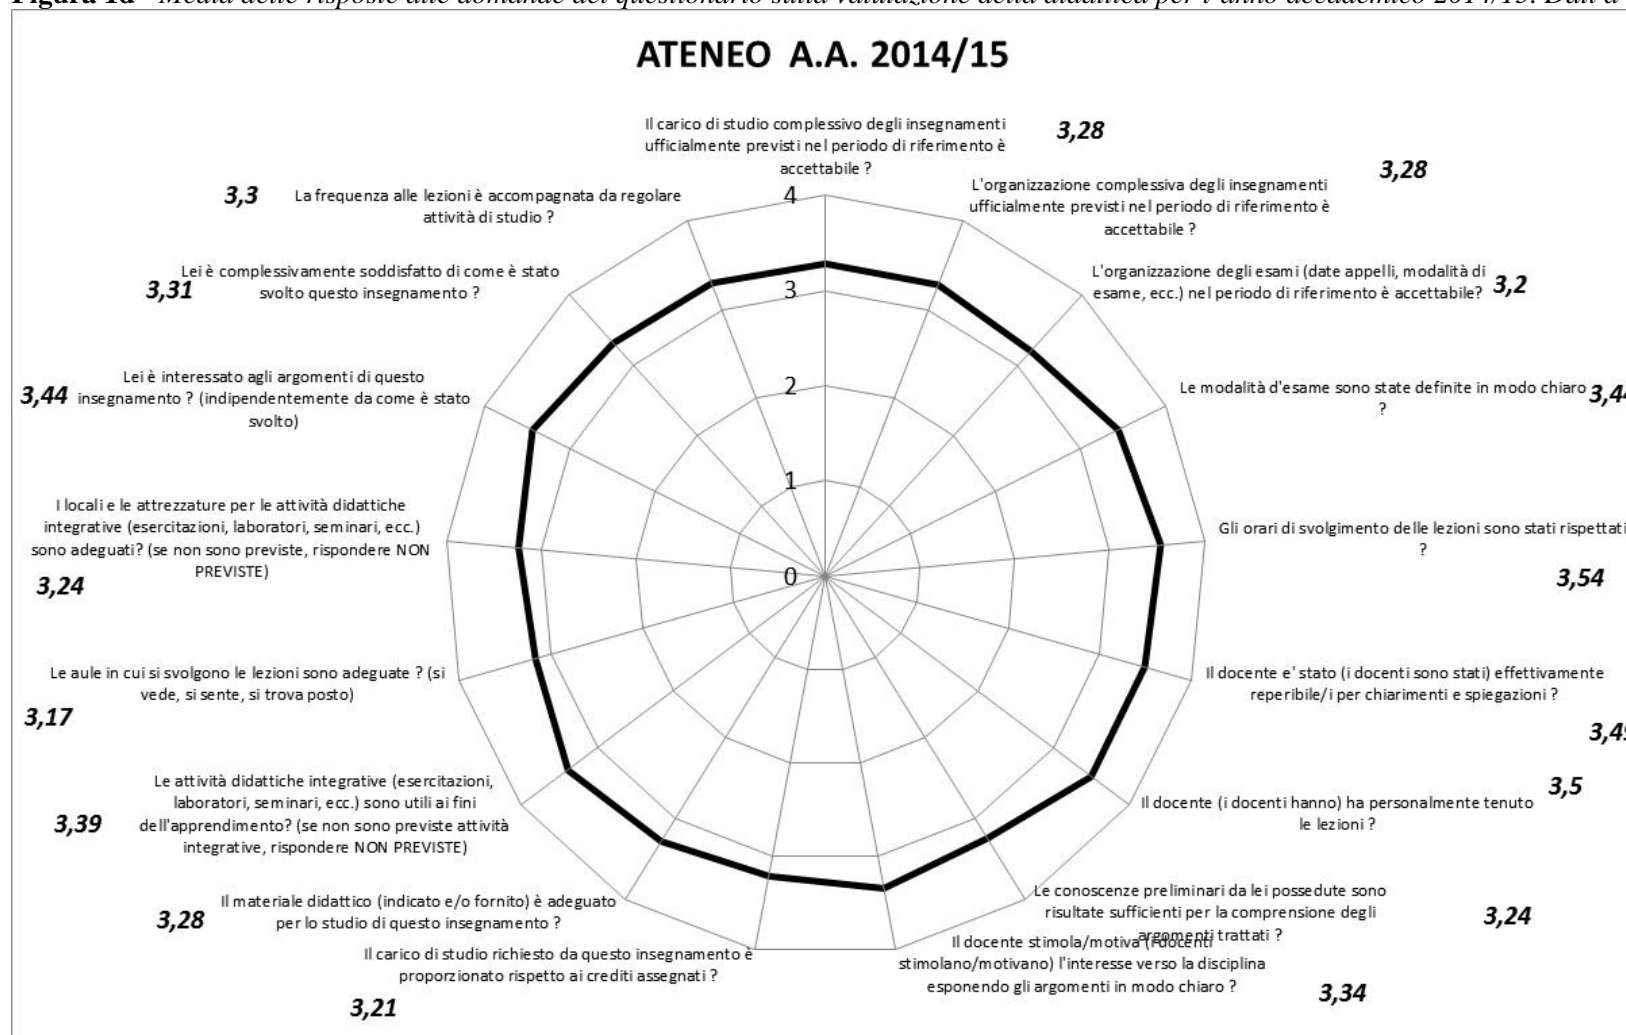 ATENEO A.A. 2014/15
Il carico di studio complessivo degli insegnamenti
ufficialmente previsti nel periodo di riferimento è
accettabile ?
3,28
L'organizzazione complessiva degli insegnamenti
ufficialmente previsti nel periodo di riferimento è
accettabile ?
3,28
L'organizzazione degli esami (date appelli, modalità di
esame, ecc.) nel periodo di riferimento è accettabile?
3,2
Le modalità d'esame sono state definite in modo chiaro
?
Gli orari di svolgimento delle lezioni sono stati rispettati
?
3,54
Il docente e' stato (i docenti sono stati) effettivamente
reperibile/i per chiarimenti e spiegazioni ?
Il docente (i docenti hanno) ha personalmente tenuto
le lezioni ?
3,5
Le conoscenze preliminari da lei possedute sono
risultate sufficienti per la comprensione degli
argomenti trattati ?
3,24
Il docente stimola/motiva (i docenti
stimolano/motivano) l'interesse verso la disciplina
esponendo gli argomenti in modo chiaro ?
3,34
Il carico di studio richiesto da questo insegnamento è
proporzionato rispetto ai crediti assegnati ?
3,21
Il materiale didattico (indicato e/o fornito) è adeguato
per lo studio di questo insegnamento ?
3,28
Le attività didattiche integrative (esercitazioni,
laboratori, seminari, ecc.) sono utili ai fini
dell'apprendimento? (se non sono previste attività
integrative, rispondere NON PREVISTE)
3,39
Le aule in cui si svolgono le lezioni sono adeguate ? (si
vede, si sente, si trova posto)
3,17
I locali e le attrezzature per le attività didattiche
integrative (esercitazioni, laboratori, seminari, ecc.)
sono adeguati? (se non sono previste, rispondere NON
PREVISTE)
3,24
Lei è interessato agli argomenti di questo
insegnamento ? (indipendentemente da come è stato
svolto)
3,44
Lei è complessivamente soddisfatto di come è stato
svolto questo insegnamento ?
3,31
La frequenza alle lezioni è accompagnata da regolare
attività di studio ?
3,3
4
3
2
1
0